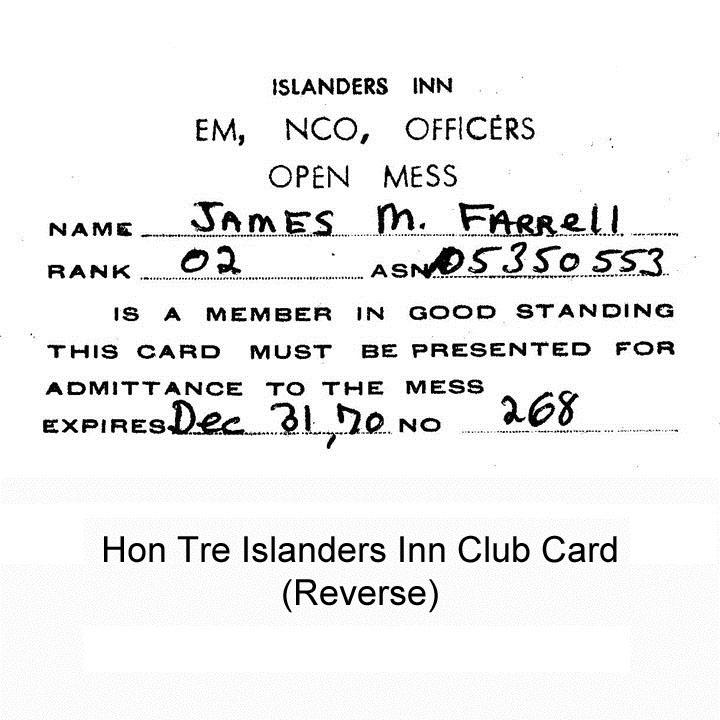 ISLANDERS INN
EM, NCO, OFFICERS
OPEN MESS
NAME JAMES M. FARRell
RANK 02 ASN 05350553
IS A MEMBER IN GOOD STANDING
THIS CARD MUST BE PRESENTED FOR
ADMITTANCE TO THE MESS
EXPIRES Dec 31, 70 NO 268
Hon Tre Islanders Inn Club Card
(Reverse)